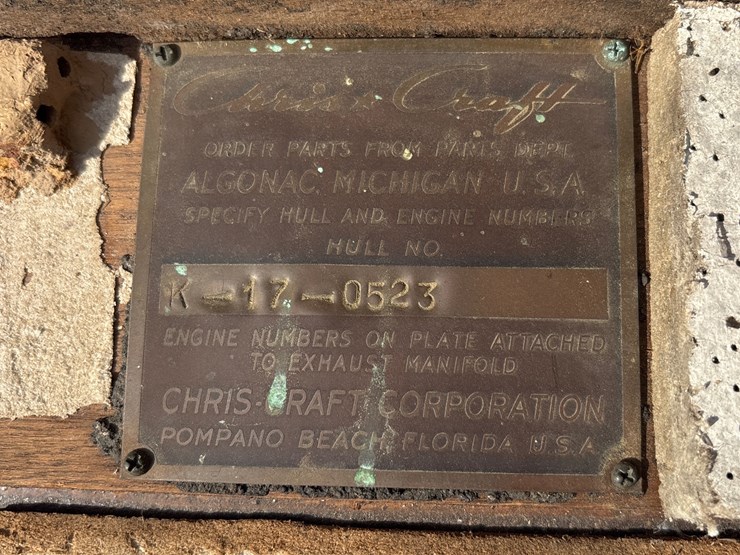 Chris Craft
ORDER PARTS FROM PARTS DEPT.
ALGONAC, MICHIGAN U.S.A.
SPECIFY HULL AND ENGINE NUMBERS
HULL NO.
K-17-0523
ENGINE NUMBERS ON PLATE ATTACHED
TO EXHAUST MANIFOLD
CHRIS-CRAFT CORPORATION
POMPANO BEACH, FLORIDA U.S.A.